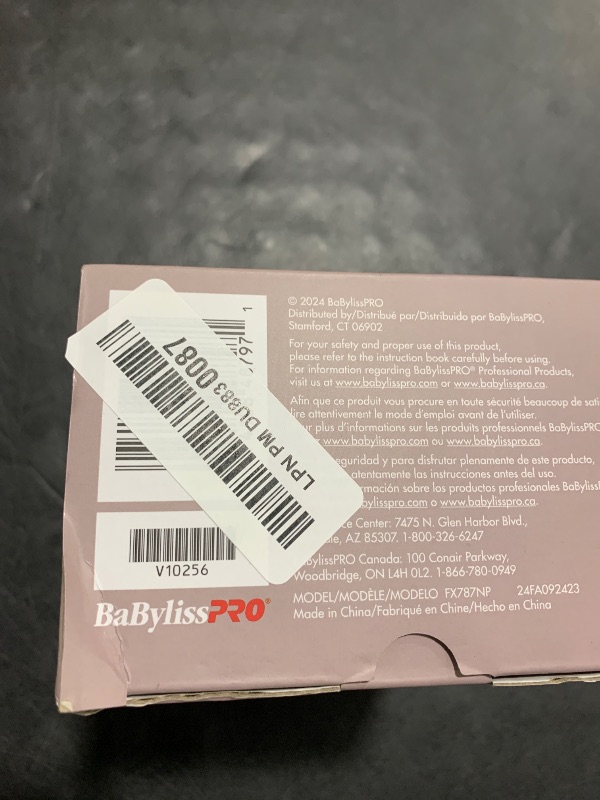 © 2024 BaBylissPRO
Distributed by/Distribué par/Distribuido por BaBylissPRO,
Stamford, CT 06902
For your safety and proper use of this product,
please refer to the instruction book carefully before using.
For information regarding BaBylissPRO® Professional Products,
visit us at www.babylisspro.com or www.babylisspro.ca.
Afin que ce produit vous procure en toute sécurité beaucoup de
lire attentivement le mode d'emploi avant de l'utiliser.
plus d'informations sur les produits professionnels BaBylissPRO
www.babylisspro.com ou www.babylisspro.ca.
seguridad y para disfrutar plenamente de este producto,
atentamente las instrucciones antes del uso.
sobre los productos profesionales
www.babylisspro.com o www.babylisspro.ca.
Center: 7475 N. Glen Harbor Blvd.,
AZ 85307. 1-800-326-6247
BaBylissPRO Canada: 100 Conair Parkway,
Woodbridge, ON L4H 0L2. 1-866-780-0949
MODEL/MODÈLE/MODELO FX787NP 24FA092423
Made in China/Fabriqué en Chine/Hecho en China
LPN PM DU883 0087
V10256
BaBylissPRO®